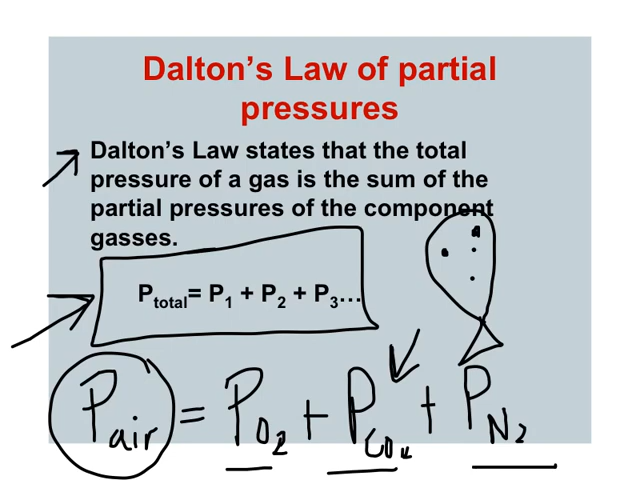 Dalton's Law of partial
pressures
Dalton's Law states that the total
pressure of a gas is the sum of the
partial pressures of the component
gasses.
Ptotal= P1 + P2 + P3...
Pair = PO2 + PCO2 + PN2